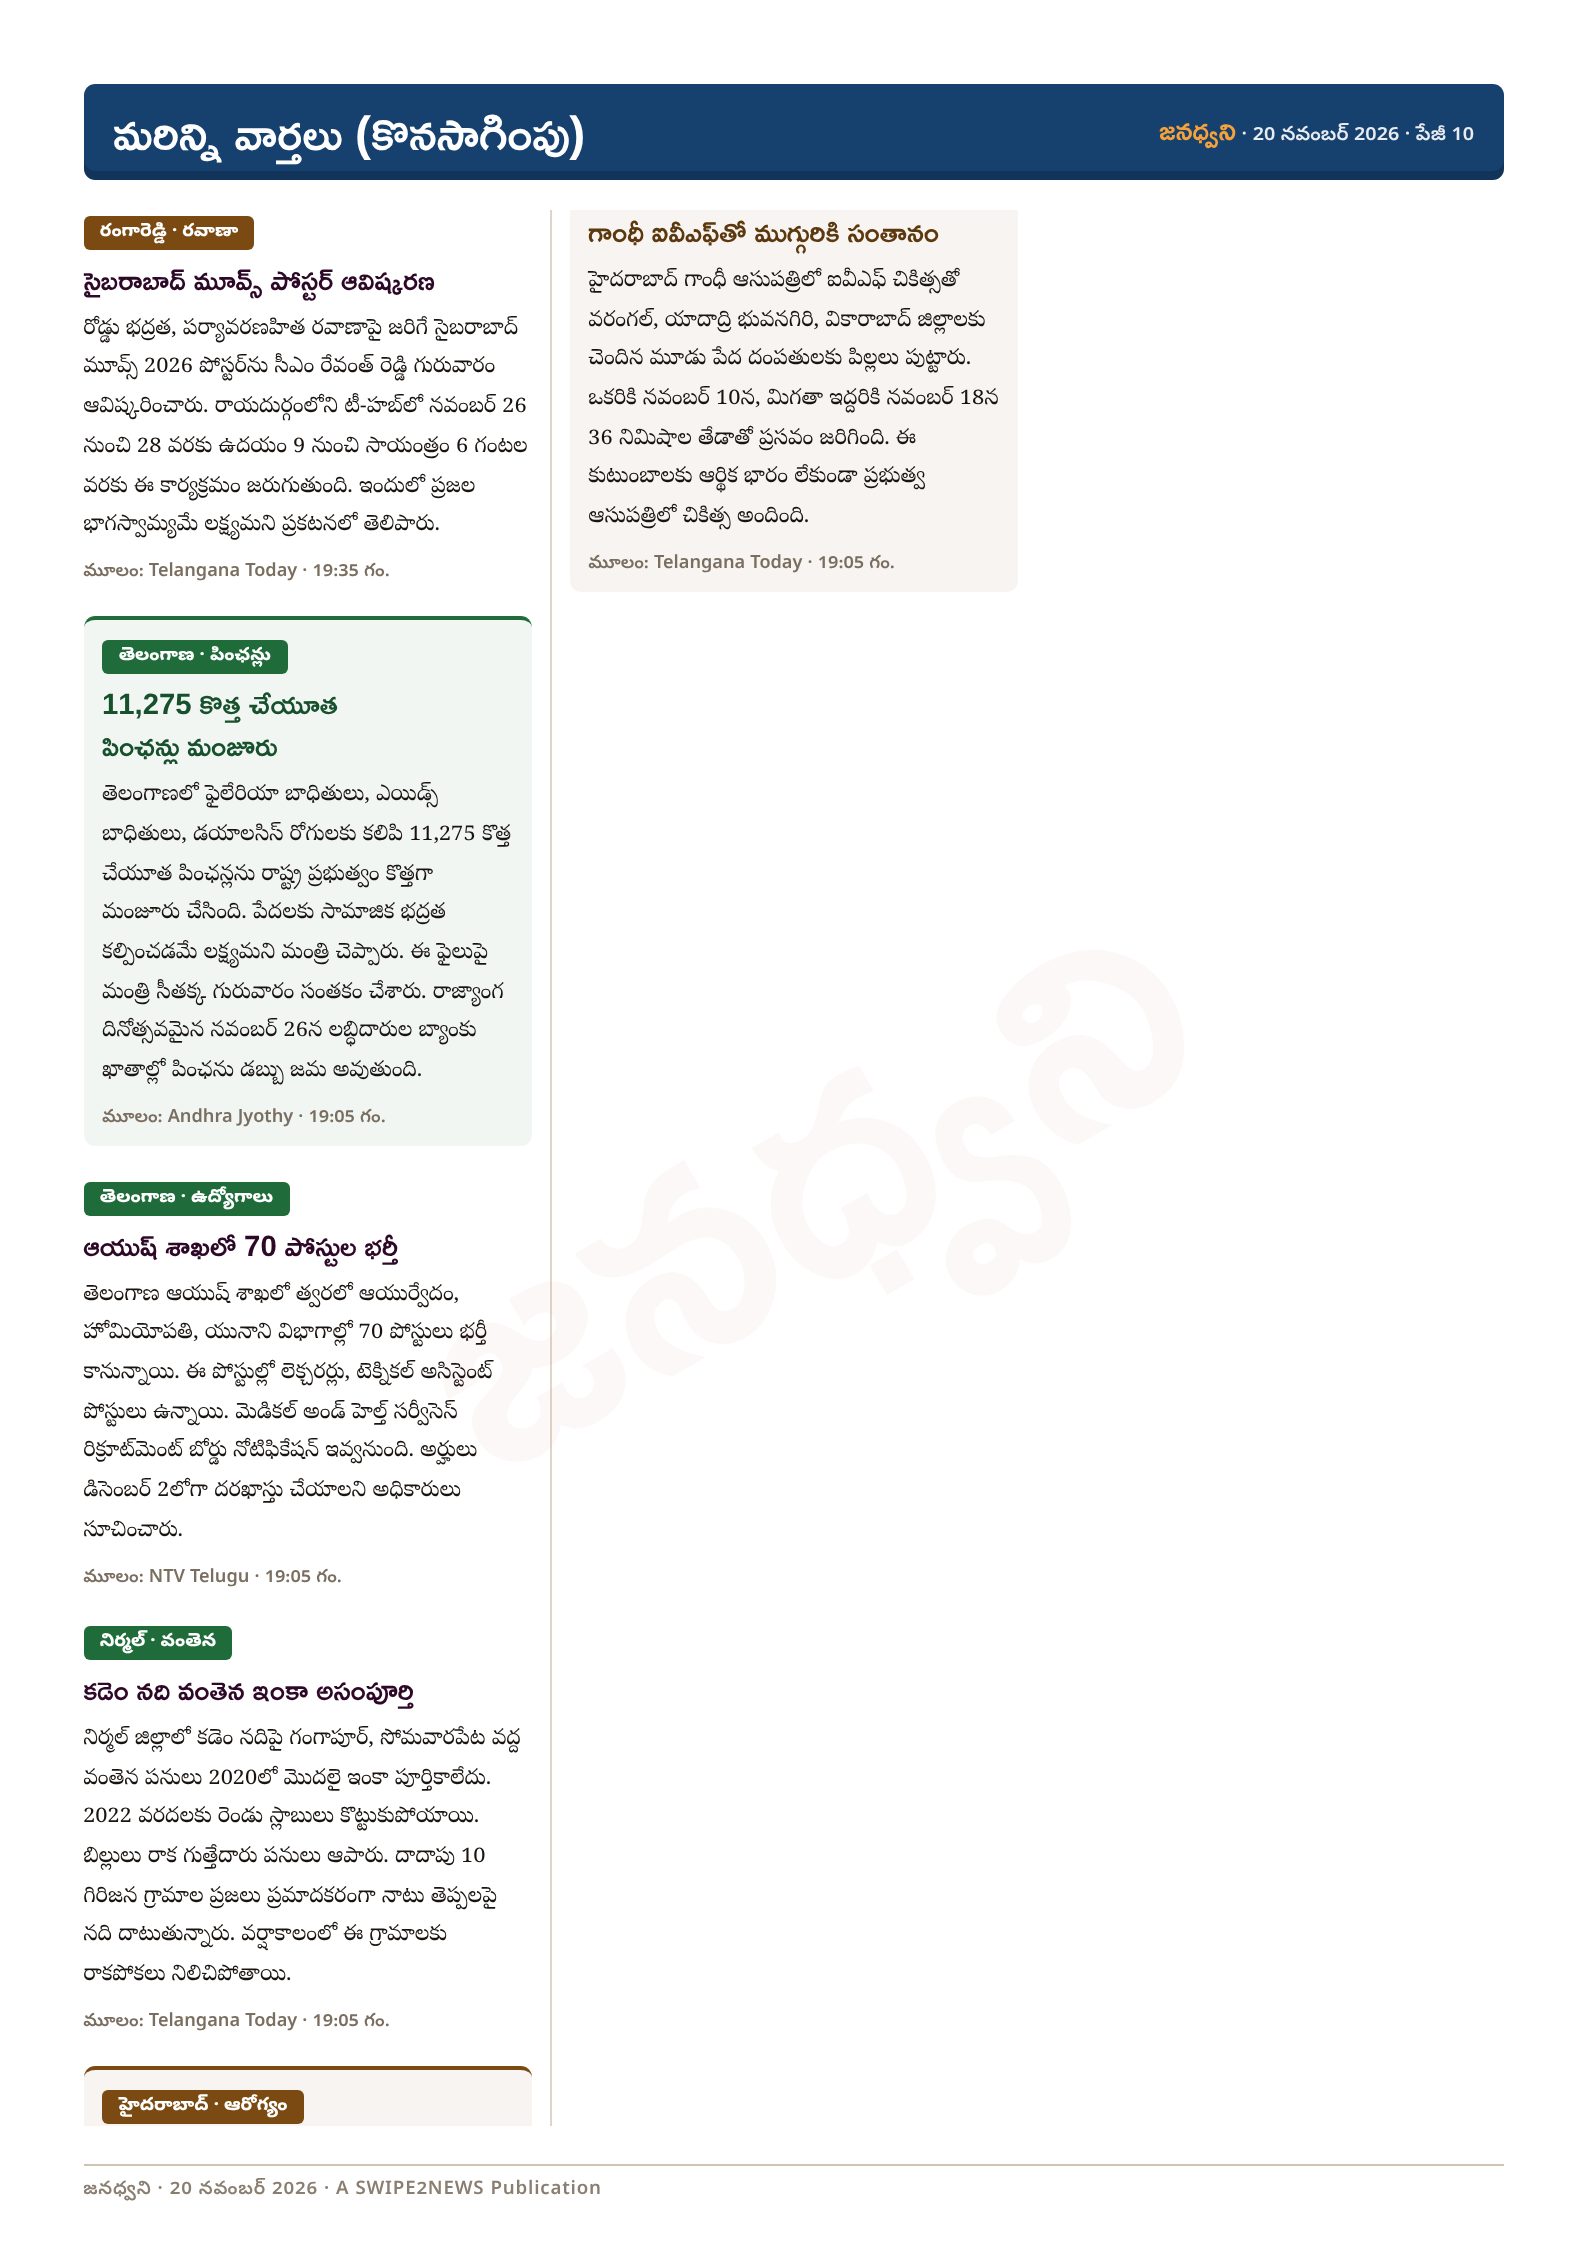 మరిన్ని వార్తలు (కొనసాగింపు)
జనధ్వని · 20 నవంబర్ 2026 · పేజీ 10
రంగారెడ్డి · రవాణా
సైబరాబాద్ మూవ్స్ పోస్టర్ ఆవిష్కరణ
రోడ్డు భద్రత, పర్యావరణహిత రవాణాపై జరిగే సైబరాబాద్
మూవ్స్ 2026 పోస్టర్‌ను సీఎం రేవంత్ రెడ్డి గురువారం
ఆవిష్కరించారు. రాయదుర్గంలోని టీ-హబ్‌లో నవంబర్ 26
నుంచి 28 వరకు ఉదయం 9 నుంచి సాయంత్రం 6 గంటల
వరకు ఈ కార్యక్రమం జరుగుతుంది. ఇందులో ప్రజల
భాగస్వామ్యమే లక్ష్యమని ప్రకటనలో తెలిపారు.
మూలం: Telangana Today · 19:35 గం.
తెలంగాణ · పింఛన్లు
11,275 కొత్త చేయూత
పింఛన్లు మంజూరు
తెలంగాణలో ఫైలేరియా బాధితులు, ఎయిడ్స్
బాధితులు, డయాలసిస్ రోగులకు కలిపి 11,275 కొత్త
చేయూత పింఛన్లను రాష్ట్ర ప్రభుత్వం కొత్తగా
మంజూరు చేసింది. పేదలకు సామాజిక భద్రత
కల్పించడమే లక్ష్యమని మంత్రి చెప్పారు. ఈ ఫైలుపై
మంత్రి సీతక్క గురువారం సంతకం చేశారు. రాజ్యాంగ
దినోత్సవమైన నవంబర్ 26న లబ్ధిదారుల బ్యాంకు
ఖాతాల్లో పింఛను డబ్బు జమ అవుతుంది.
మూలం: Andhra Jyothy · 19:05 గం.
తెలంగాణ · ఉద్యోగాలు
ఆయుష్ శాఖలో 70 పోస్టుల భర్తీ
తెలంగాణ ఆయుష్ శాఖలో త్వరలో ఆయుర్వేదం,
హోమియోపతి, యునాని విభాగాల్లో 70 పోస్టులు భర్తీ
కానున్నాయి. ఈ పోస్టుల్లో లెక్చరర్లు, టెక్నికల్ అసిస్టెంట్
పోస్టులు ఉన్నాయి. మెడికల్ అండ్ హెల్త్ సర్వీసెస్
రిక్రూట్‌మెంట్ బోర్డు నోటిఫికేషన్ ఇవ్వనుంది. అర్హులు
డిసెంబర్ 2లోగా దరఖాస్తు చేయాలని అధికారులు
సూచించారు.
మూలం: NTV Telugu · 19:05 గం.
నిర్మల్ · వంతెన
కడెం నది వంతెన ఇంకా అసంపూర్తి
నిర్మల్ జిల్లాలో కడెం నదిపై గంగాపూర్, సోమవారపేట వద్ద
వంతెన పనులు 2020లో మొదలై ఇంకా పూర్తికాలేదు.
2022 వరదలకు రెండు స్లాబులు కొట్టుకుపోయాయి.
బిల్లులు రాక గుత్తేదారు పనులు ఆపారు. దాదాపు 10
గిరిజన గ్రామాల ప్రజలు ప్రమాదకరంగా నాటు తెప్పలపై
నది దాటుతున్నారు. వర్షాకాలంలో ఈ గ్రామాలకు
రాకపోకలు నిలిచిపోతాయి.
మూలం: Telangana Today · 19:05 గం.
హైదరాబాద్ · ఆరోగ్యం
గాంధీ ఐవీఎఫ్‌తో ముగ్గురికి సంతానం
హైదరాబాద్ గాంధీ ఆసుపత్రిలో ఐవీఎఫ్ చికిత్సతో
వరంగల్, యాదాద్రి భువనగిరి, వికారాబాద్ జిల్లాలకు
చెందిన మూడు పేద దంపతులకు పిల్లలు పుట్టారు.
ఒకరికి నవంబర్ 10న, మిగతా ఇద్దరికి నవంబర్ 18న
36 నిమిషాల తేడాతో ప్రసవం జరిగింది. ఈ
కుటుంబాలకు ఆర్థిక భారం లేకుండా ప్రభుత్వ
ఆసుపత్రిలో చికిత్స అందింది.
మూలం: Telangana Today · 19:05 గం.
జనధ్వని
జనధ్వని · 20 నవంబర్ 2026 · A SWIPE2NEWS Publication